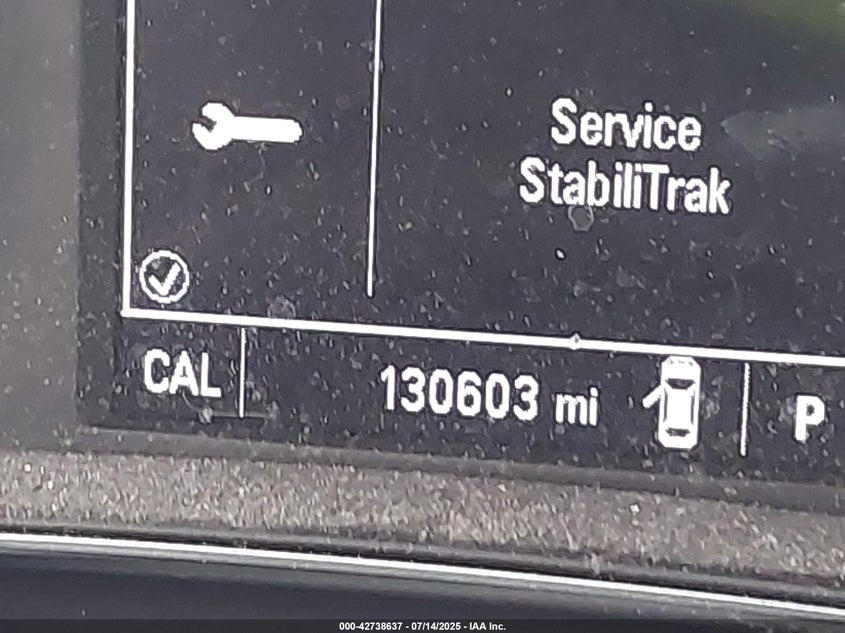 Service
StabiliTrak
CAL
130603 mi
P
000-42738637 - 07/14/2025 - IAA Inc.